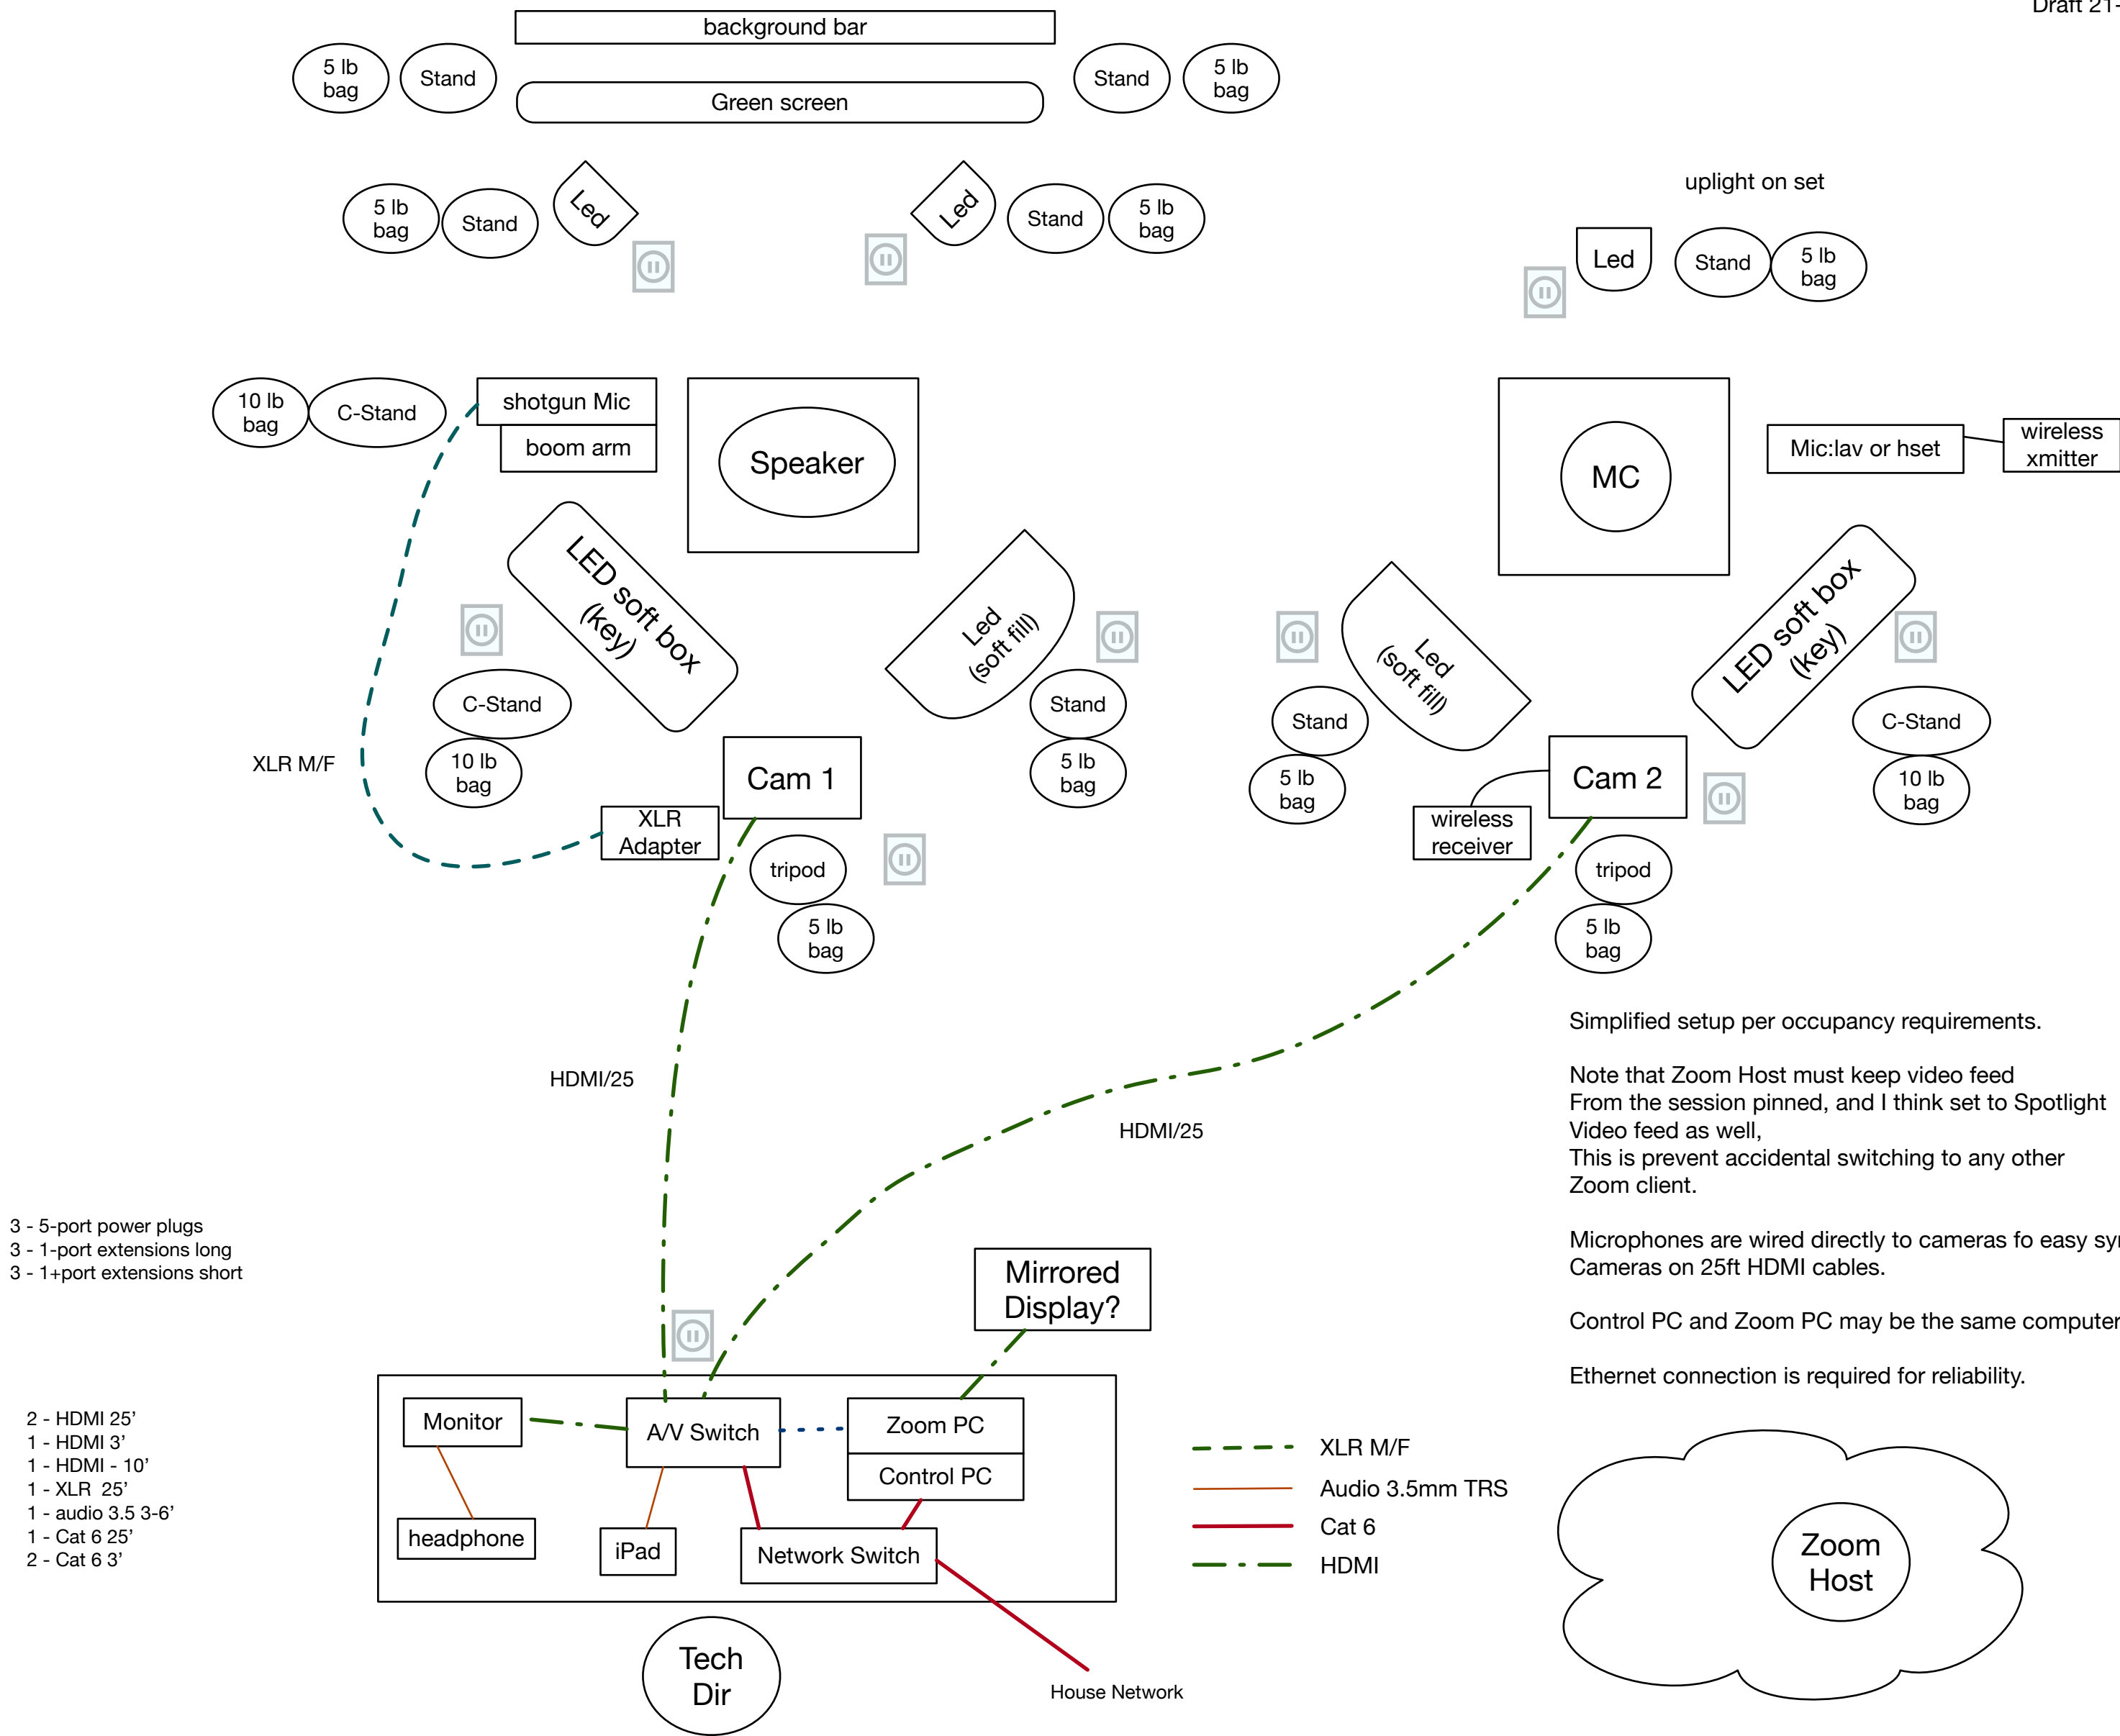 Draft 21-
background bar
5 lb
bag
Stand
Green screen
Stand
5 lb
bag
5 lb
bag
Stand
Led
Led
Stand
5 lb
bag
uplight on set
Led
Stand
5 lb
bag
10 lb
bag
C-Stand
shotgun Mic
boom arm
Speaker
MC
Mic:lav or hset
wireless
xmitter
LED soft box
(key)
Led
(soft fill)
Led
(soft fill)
LED soft box
(key)
C-Stand
10 lb
bag
Stand
5 lb
bag
Stand
5 lb
bag
C-Stand
10 lb
bag
XLR M/F
Cam 1
XLR
Adapter
tripod
5 lb
bag
Cam 2
wireless
receiver
tripod
5 lb
bag
HDMI/25
HDMI/25
Simplified setup per occupancy requirements.
Note that Zoom Host must keep video feed
From the session pinned, and I think set to Spotlight
Video feed as well,
This is prevent accidental switching to any other
Zoom client.
Microphones are wired directly to cameras fo easy
Cameras on 25ft HDMI cables.
Control PC and Zoom PC may be the same computer
Ethernet connection is required for reliability.
3 - 5-port power plugs
3 - 1-port extensions long
3 - 1+port extensions short
Mirrored
Display?
2 - HDMI 25’
1 - HDMI 3’
1 - HDMI - 10’
1 - XLR 25’
1 - audio 3.5 3-6’
1 - Cat 6 25’
2 - Cat 6 3’
Monitor
A/V Switch
Zoom PC
Control PC
headphone
iPad
Network Switch
XLR M/F
Audio 3.5mm TRS
Cat 6
HDMI
Zoom
Host
Tech
Dir
House Network